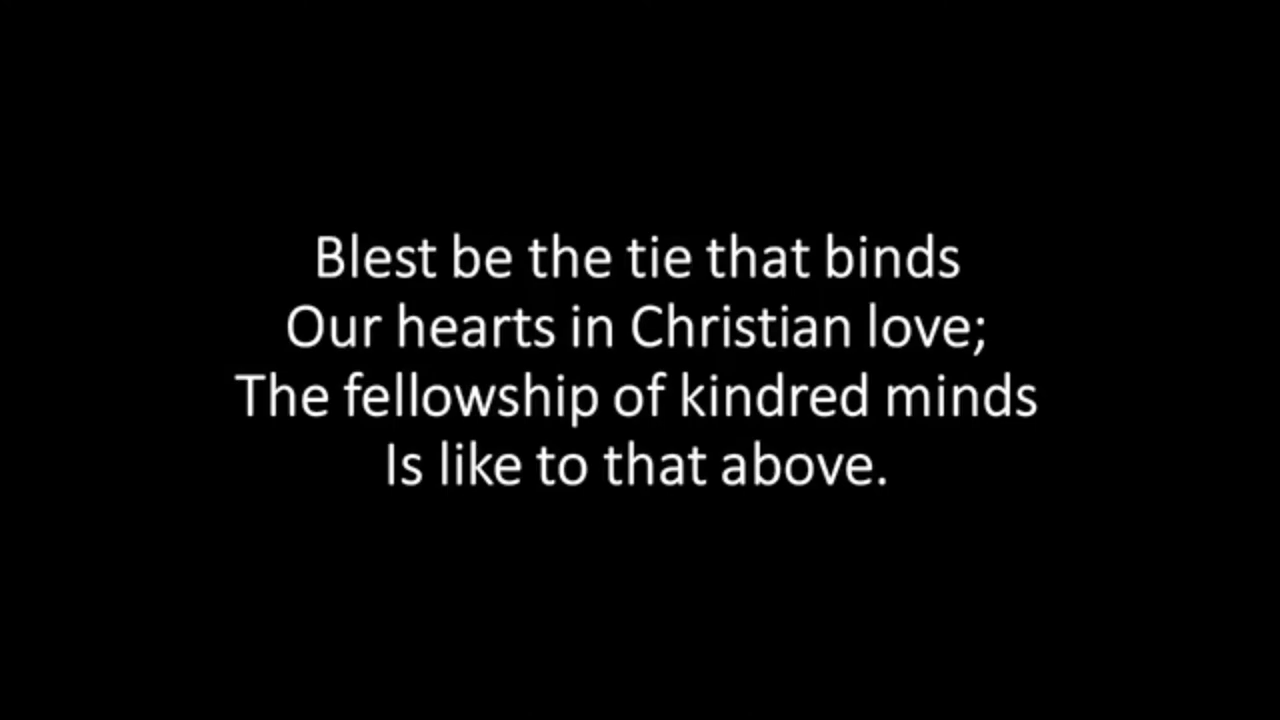 Blest be the tie that binds
Our hearts in Christian love;
The fellowship of kindred minds
Is like to that above.